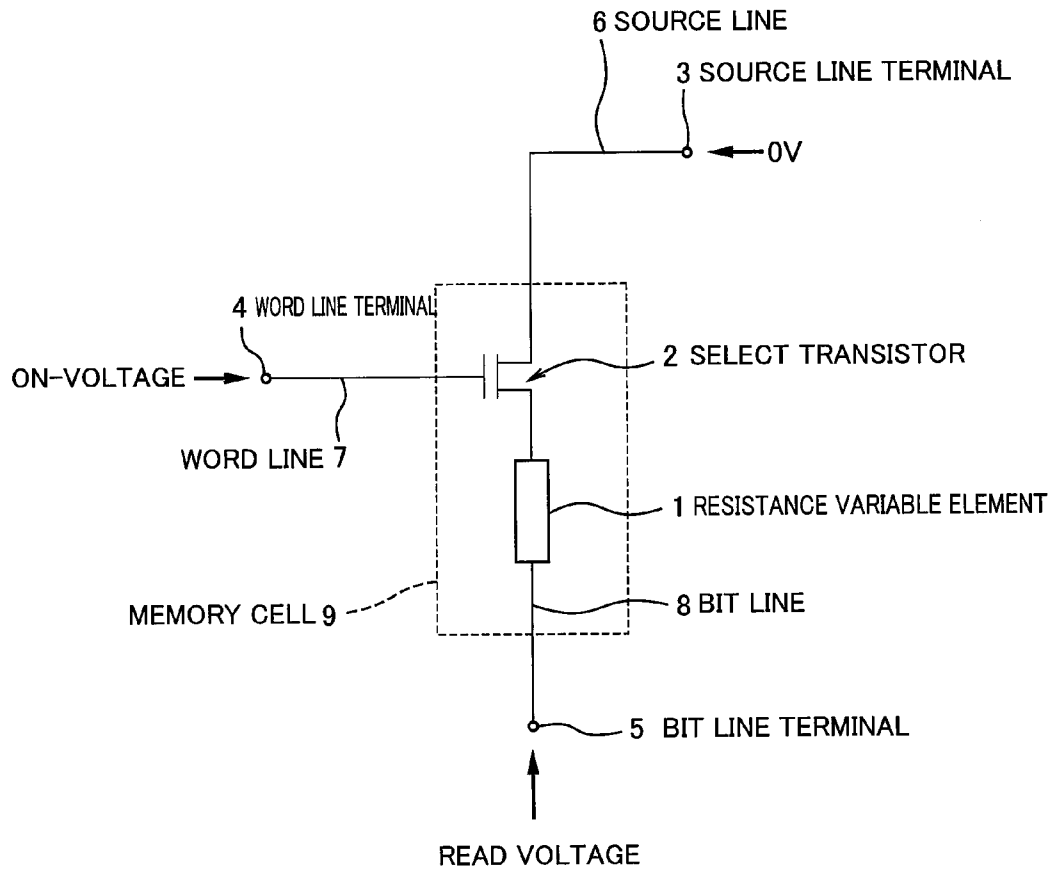 6 SOURCE LINE
3 SOURCE LINE TERMINAL
0V
4 WORD LINE TERMINAL
2 SELECT TRANSISTOR
ON-VOLTAGE
WORD LINE 7
1 RESISTANCE VARIABLE ELEMENT
MEMORY CELL 9
8 BIT LINE
5 BIT LINE TERMINAL
READ VOLTAGE